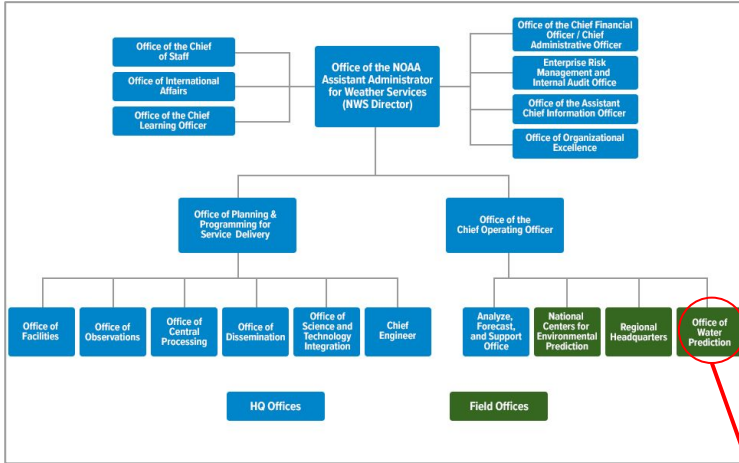 Office of the Chief
of Staff
Office of International
Affairs
Office of the Chief
Learning Officer
Office of the NOAA
Assistant Administrator
for Weather Services
(NWS Director)
Office of the Chief Financial
Officer / Chief
Administrative Officer
Enterprise Risk
Management and
Internal Audit Office
Office of the Assistant
Chief Information Officer
Office of Organizational
Excellence
Office of Planning &
Programming for
Service Delivery
Office of the
Chief Operating Officer
Office of
Facilities
Office of
Observations
Office of
Central
Processing
Office of
Dissemination
Office of
Science and
Technology
Integration
Chief
Engineer
Analyze,
Forecast,
and Support
Office
National
Centers for
Environmental
Prediction
Regional
Headquarters
Office of
Water
Prediction
HQ Offices
Field Offices